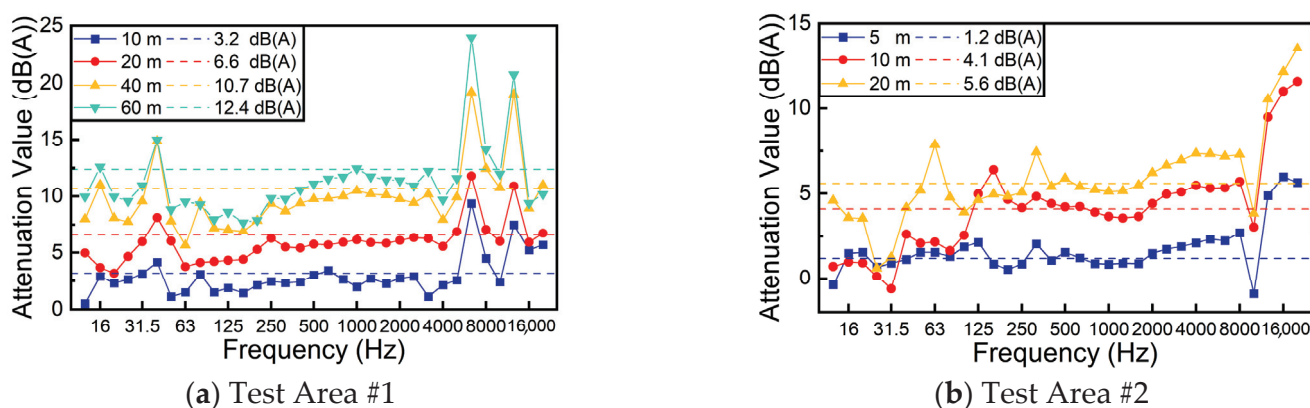 Attenuation Value (dB(A))
25
20
15
10
5
0
10 m 3.2 dB(A)
20 m 6.6 dB(A)
40 m 10.7 dB(A)
60 m 12.4 dB(A)
16 31.5 63 125 250 500 1000 2000 4000 8000 16,000
Frequency (Hz)
(a) Test Area #1
Attenuation Value (dB(A))
15
10
5
0
5 m 1.2 dB(A)
10 m 4.1 dB(A)
20 m 5.6 dB(A)
16 31.5 63 125 250 500 1000 2000 4000 8000 16,000
Frequency (Hz)
(b) Test Area #2